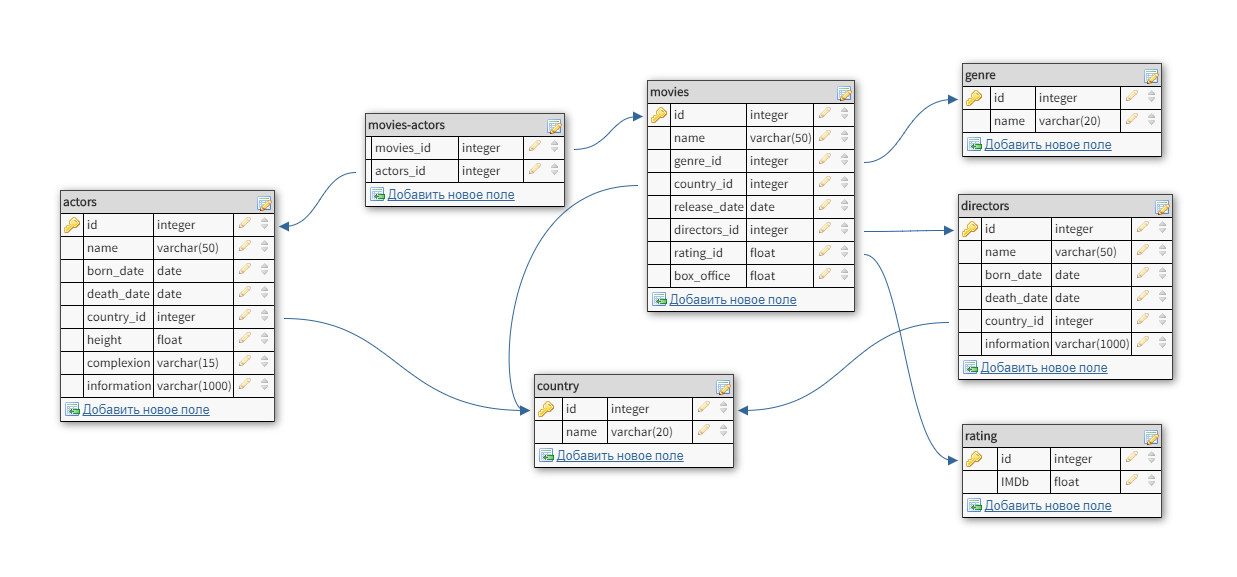 actors
id integer
name varchar(50)
born_date date
death_date date
country_id integer
height float
complexion varchar(15)
information varchar(1000)
Добавить новое поле
movies-actors
movies_id integer
actors_id integer
Добавить новое поле
movies
id integer
name varchar(50)
genre_id integer
country_id integer
release_date date
directors_id integer
rating_id float
box_office float
Добавить новое поле
country
id integer
name varchar(20)
Добавить новое поле
genre
id integer
name varchar(20)
Добавить новое поле
directors
id integer
name varchar(50)
born_date date
death_date date
country_id integer
information varchar(1000)
Добавить новое поле
rating
id integer
IMDb float
Добавить новое поле